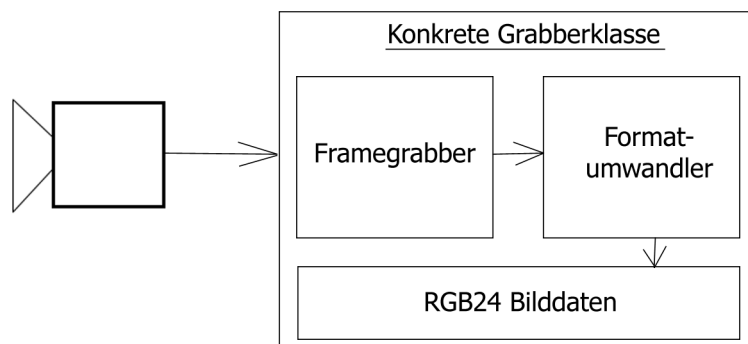 Konkrete Grabberklasse
Framegrabber
Format-
umwandler
RGB24 Bilddaten